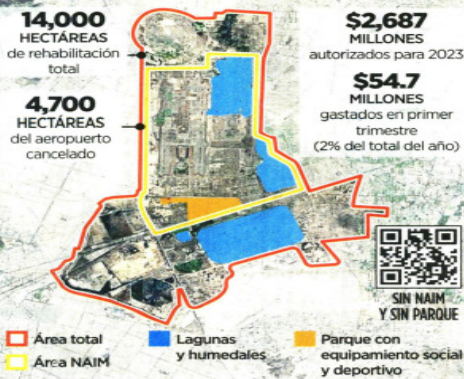 14,000
HECTÁREAS
de rehabilitación
total
4,700
HECTÁREAS
del aeropuerto
cancelado
$2,687
MILLONES
autorizados para 2023
$54.7
MILLONES
gastados en primer
trimestre
(2% del total del año)
SIN NAIM
Y SIN PARQUE
Área total
Área NAIM
Lagunas
y humedales
Parque con
equipamiento social
y deportivo